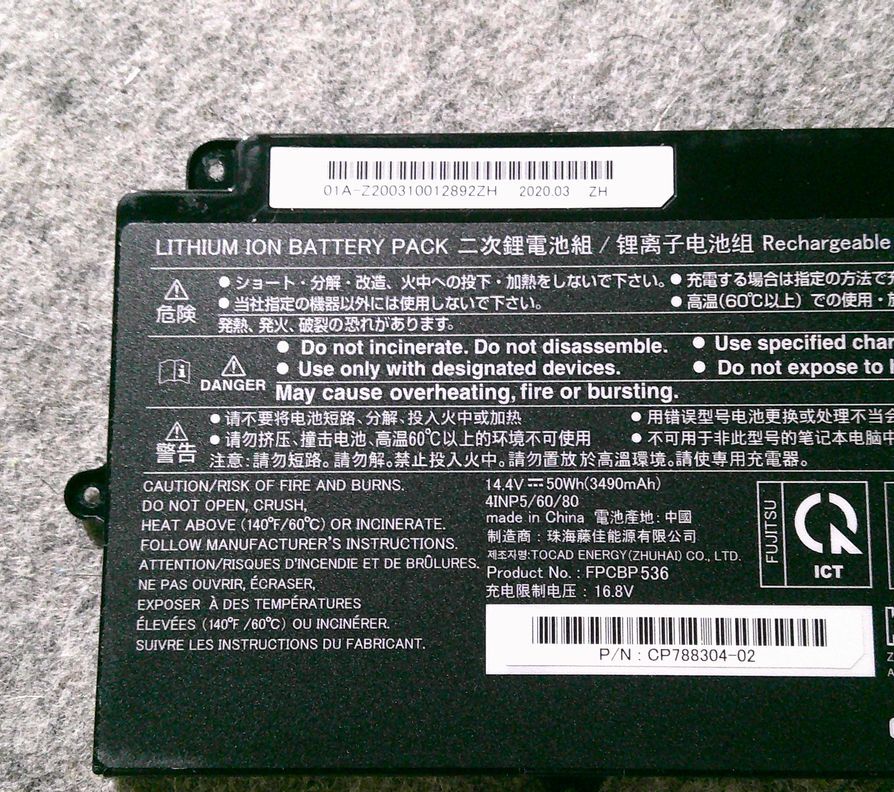 01A-Z200310012892ZH 2020.03 ZH
LITHIUM ION BATTERY PACK 二次鋰電池組 / 锂离子电池组 Rechargeable
危険
● ショート・分解・改造、火中への投下・加熱をしないで下さい。 ● 充電する場合は指定の方法で
● 当社指定の機器以外には使用しないで下さい。 ● 高温(60℃以上) での使用・
発熱、発火、破裂の恐れがあります。
DANGER
● Do not incinerate. Do not disassemble. ● Use specified char
● Use only with designated devices. ● Do not expose to
May cause overheating, fire or bursting.
警告
● 请不要将电池短路、分解、投入火中或加热 ● 用错误型号电池更换或处理不当会
● 请勿挤压、撞击电池、高温60℃以上的环境不可使用 ● 不可用于非此型号的笔记本电脑中
注意: 請勿短路。請勿解。禁止投入火中。請勿置放於高溫環境。請使專用充電器。
CAUTION/RISK OF FIRE AND BURNS.
DO NOT OPEN, CRUSH,
HEAT ABOVE (140℉/60℃) OR INCINERATE.
FOLLOW MANUFACTURER'S INSTRUCTIONS.
ATTENTION/RISQUES D'INCENDIE ET DE BRÛLURES.
NE PAS OUVRIR, ÉCRASER,
EXPOSER À DES TEMPÉRATURES
ÉLEVÉES (140℉/60℃) OU INCINÉRER.
SUIVRE LES INSTRUCTIONS DU FABRICANT.
14.4V⎓50Wh(3490mAh)
4INP5/60/80
made in China 電池產地: 中國
制造商 : 珠海藤佳能源有限公司
제조자명:TOCAD ENERGY(ZHUHAI) CO., LTD.
Product No. : FPCBP536
充电限制电压 : 16.8V
P/N : CP788304-02
FUJITSU
ICT